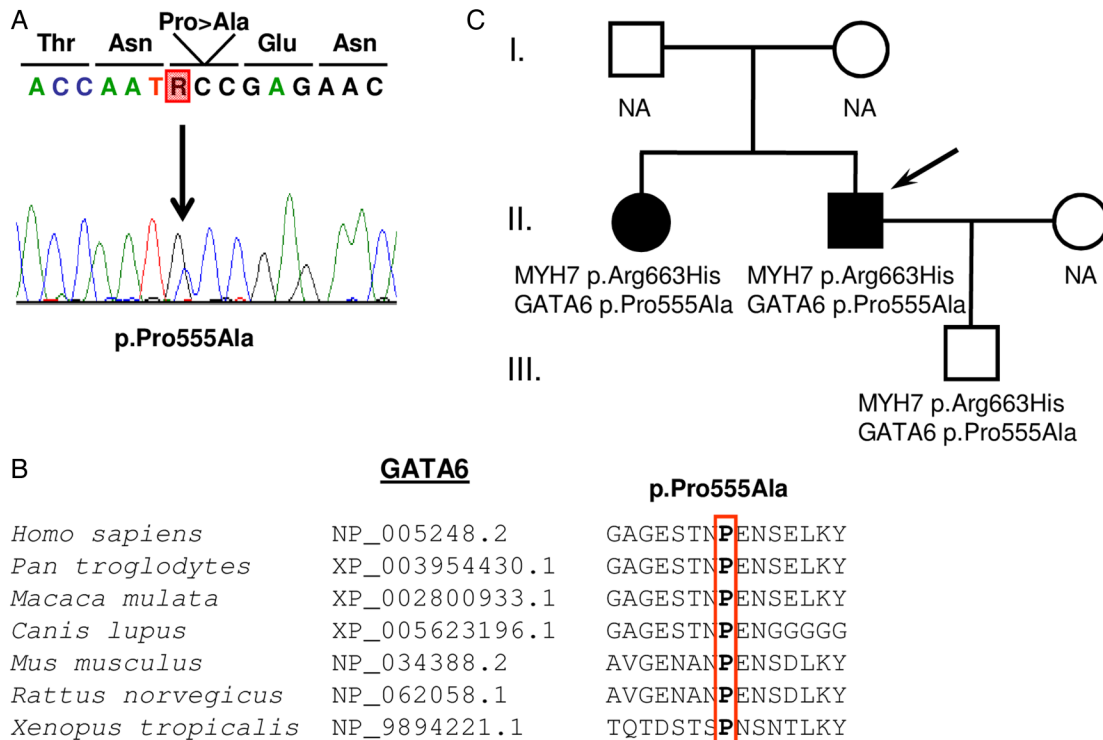 A
Pro>Ala
Thr Asn Glu Asn
ACCAATRCCGAGAAC
p.Pro555Ala
C
I.
NA NA
II.
MYH7 p.Arg663His
GATA6 p.Pro555Ala
MYH7 p.Arg663His
GATA6 p.Pro555Ala
NA
III.
MYH7 p.Arg663His
GATA6 p.Pro555Ala
B
GATA6
p.Pro555Ala
Homo sapiens NP_005248.2 GAGESTNPENSELKY
Pan troglodytes XP_003954430.1 GAGESTNPENSELKY
Macaca mulata XP_002800933.1 GAGESTNPENSELKY
Canis lupus XP_005623196.1 GAGESTNPENGGGGG
Mus musculus NP_034388.2 AVGENANPENSDLKY
Rattus norvegicus NP_062058.1 AVGENANPENSDLKY
Xenopus tropicalis NP_9894221.1 TQTDSTSPNSNTLKY